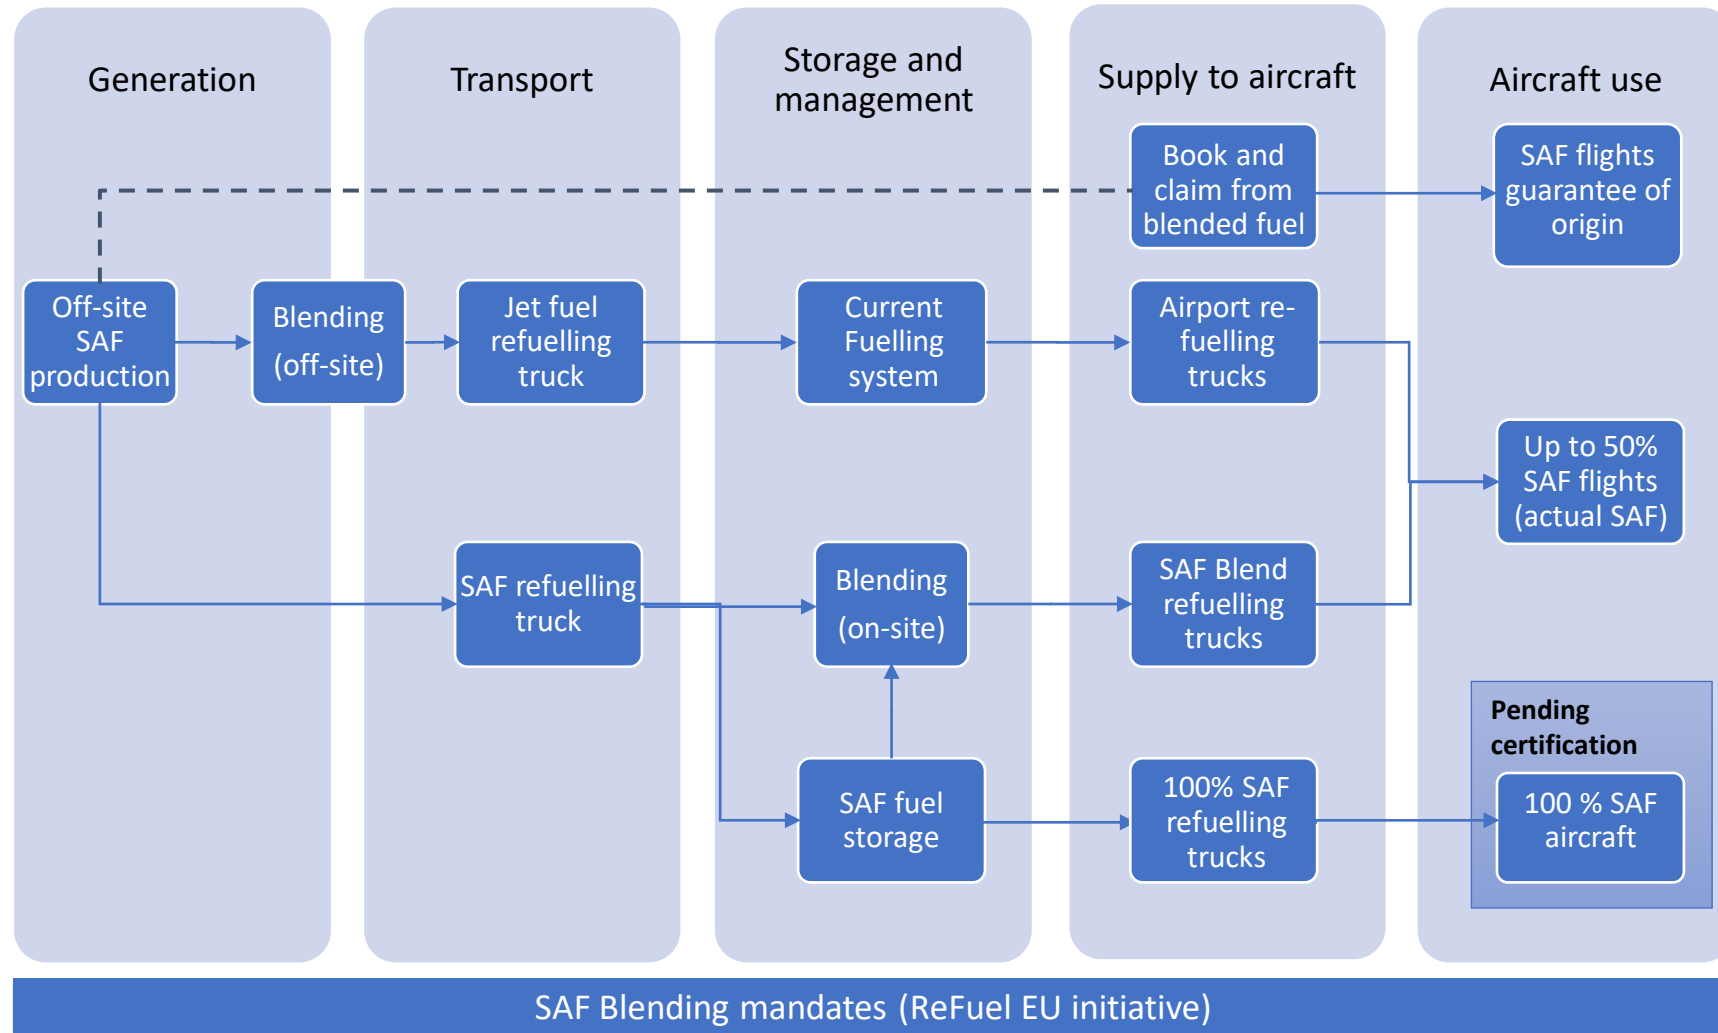 Generation
Transport
Storage and
management
Supply to aircraft
Aircraft use
Book and
claim from
blended fuel
SAF flights
guarantee of
origin
Off-site
SAF
production
Blending
(off-site)
Jet fuel
refuelling
truck
Current
Fuelling
system
Airport re-
fuelling
trucks
Up to 50%
SAF flights
(actual SAF)
SAF refuelling
truck
Blending
(on-site)
SAF Blend
refuelling
trucks
Pending
certification
SAF fuel
storage
100% SAF
refuelling
trucks
100 % SAF
aircraft
SAF Blending mandates (ReFuel EU initiative)